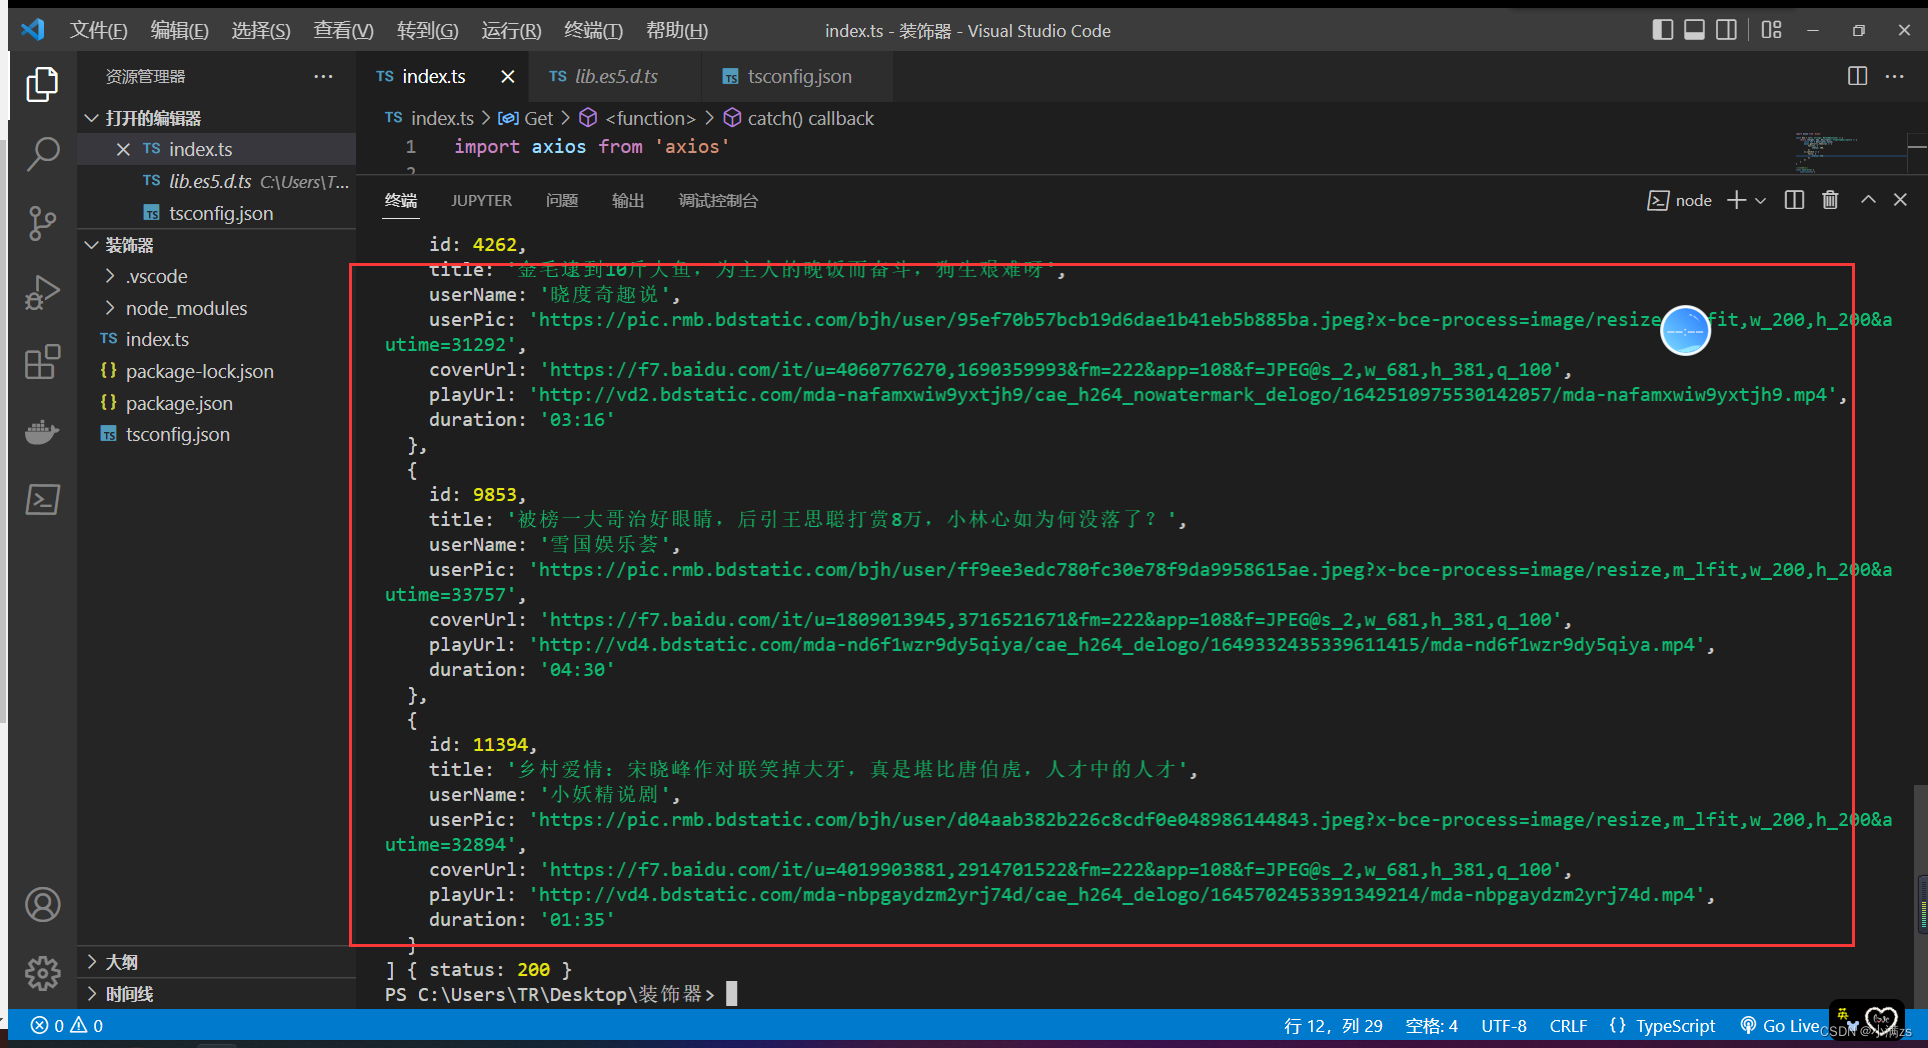 文件(F) 编辑(E) 选择(S) 查看(V) 转到(G) 运行(R) 终端(T) 帮助(H) index.ts - 装饰器 - Visual Studio Code
资源管理器 ···
TS index.ts TS lib.es5.d.ts TS tsconfig.json ···
打开的编辑器
TS index.ts
TS lib.es5.d.ts C:\Users\T...
TS tsconfig.json
装饰器
.vscode
node_modules
TS index.ts
{} package-lock.json
{} package.json
TS tsconfig.json
大纲
时间线
TS index.ts > Get > <function> > catch() callback
1 import axios from 'axios'
2
终端 JUPYTER 问题 输出 调试控制台 node
id: 4262,
title: '金毛逮到10斤大鱼，为主人的晚饭而奋斗，狗生艰难呀',
userName: '晓度奇趣说',
userPic: 'https://pic.rmb.bdstatic.com/bjh/user/95ef70b57bcb19d6dae1b41eb5b885ba.jpeg?x-bce-process=image/resize, fit,w_200,h_200&a
utime=31292',
coverUrl: 'https://f7.baidu.com/it/u=4060776270,1690359993&fm=222&app=108&f=JPEG@s_2,w_681,h_381,q_100',
playUrl: 'http://vd2.bdstatic.com/mda-nafamxwiw9yxtjh9/cae_h264_nowatermark_delogo/1642510975530142057/mda-nafamxwiw9yxtjh9.mp4',
duration: '03:16'
},
{
id: 9853,
title: '被榜一大哥治好眼睛，后引王思聪打赏8万，小林心如为何没落了？',
userName: '雪国娱乐荟',
userPic: 'https://pic.rmb.bdstatic.com/bjh/user/ff9ee3edc780fc30e78f9da9958615ae.jpeg?x-bce-process=image/resize,m_lfit,w_200,h_200&a
utime=33757',
coverUrl: 'https://f7.baidu.com/it/u=1809013945,3716521671&fm=222&app=108&f=JPEG@s_2,w_681,h_381,q_100',
playUrl: 'http://vd4.bdstatic.com/mda-nd6f1wzr9dy5qiya/cae_h264_delogo/1649332435339611415/mda-nd6f1wzr9dy5qiya.mp4',
duration: '04:30'
},
{
id: 11394,
title: '乡村爱情：宋晓峰作对联笑掉大牙，真是堪比唐伯虎，人才中的人才',
userName: '小妖精说剧',
userPic: 'https://pic.rmb.bdstatic.com/bjh/user/d04aab382b226c8cdf0e048986144843.jpeg?x-bce-process=image/resize,m_lfit,w_200,h_200&a
utime=32894',
coverUrl: 'https://f7.baidu.com/it/u=4019903881,2914701522&fm=222&app=108&f=JPEG@s_2,w_681,h_381,q_100',
playUrl: 'http://vd4.bdstatic.com/mda-nbpgaydzm2yrj74d/cae_h264_delogo/1645702453391349214/mda-nbpgaydzm2yrj74d.mp4',
duration: '01:35'
}
] { status: 200 }
PS C:\Users\TR\Desktop\装饰器>
0 0 行 12，列 29 空格: 4 UTF-8 CRLF {} TypeScript Go Live 英
CSDN @小满zs